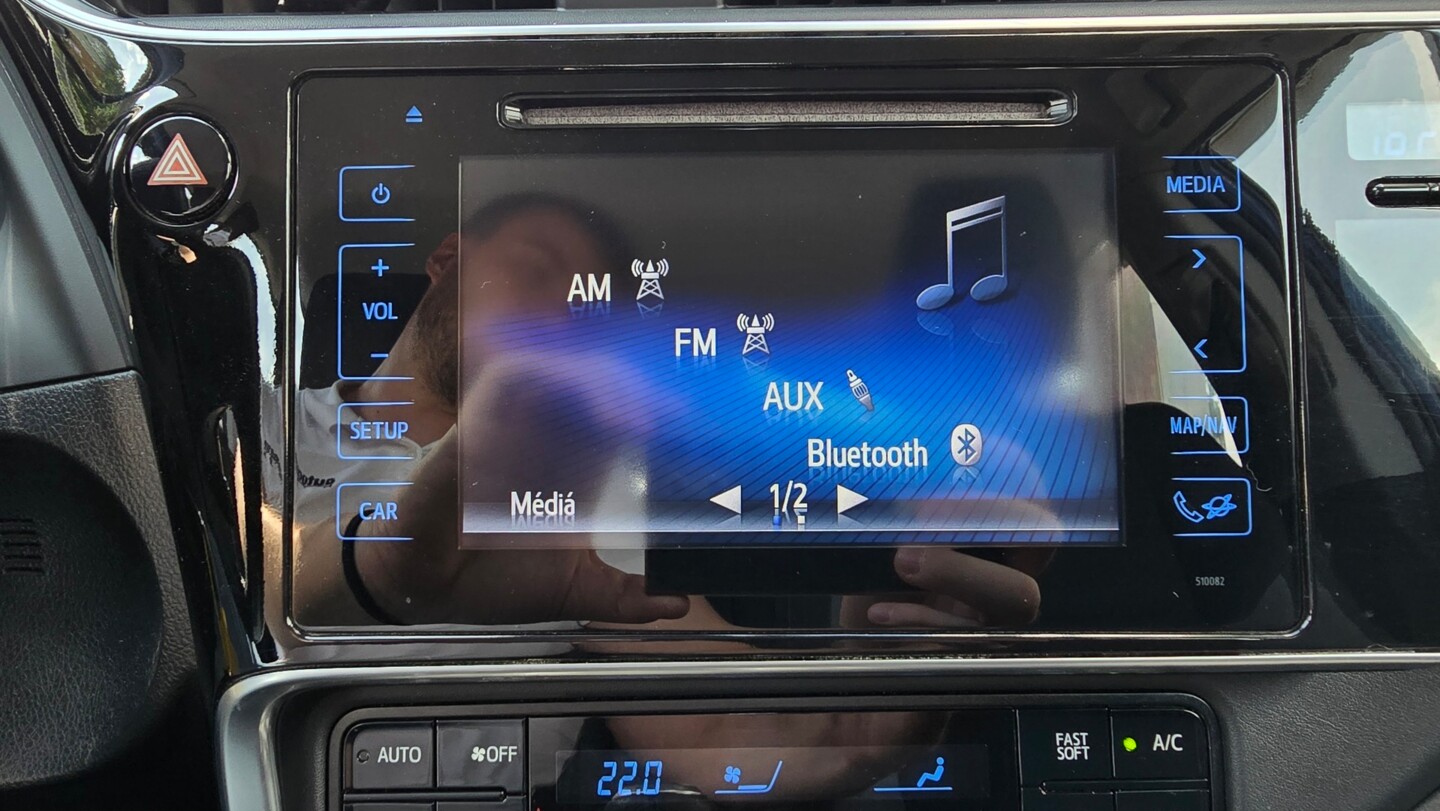 MEDIA
VOL
AM
FM
AUX
SETUP
MAP/NAV
Bluetooth
Médiá
1/2
CAR
510082
AUTO
OFF
22.0
FAST
SOFT
A/C